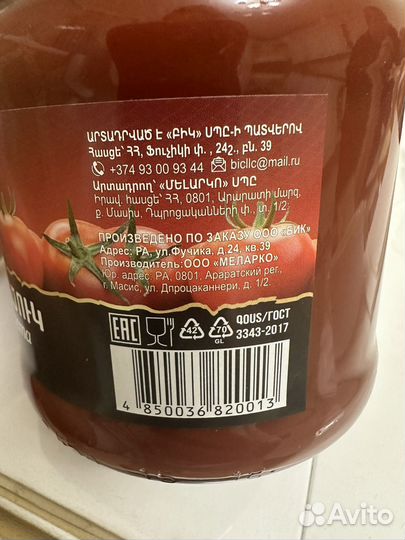 ԱՐՏԱԴՐՎԱԾ Է «ԲԻԿ» ՍՊԸ-Ի ՊԱՏՎԵՐՈՎ
Հասցե՝ ՀՀ, Ֆուչիկի փ., 24շ., բն. 39
+374 93 00 93 44 bicllc@mail.ru
Արտադրող՝ «ՄԵԼԱՐԿՈ» ՍՊԸ
Իրավ. հասցե՝ ՀՀ, 0801, Արարատի մարզ,
ք. Մասիս, Դպրոցականների փ., տ. 1/2;
ПРОИЗВЕДЕНО ПО ЗАКАЗУ ООО «БИК»
Адрес: РА, ул.Фучика, д.24, кв.39
Производитель:ООО «МЕЛАРКО»
Юр. адрес: РА, 0801, Араратский рег.,
г. Масис, ул. Дпроцаканнери, д. 1/2.
EAC 42 70 GL ԳՕՍՏ/ГОСТ
3343-2017
4 850036 820013
Avito